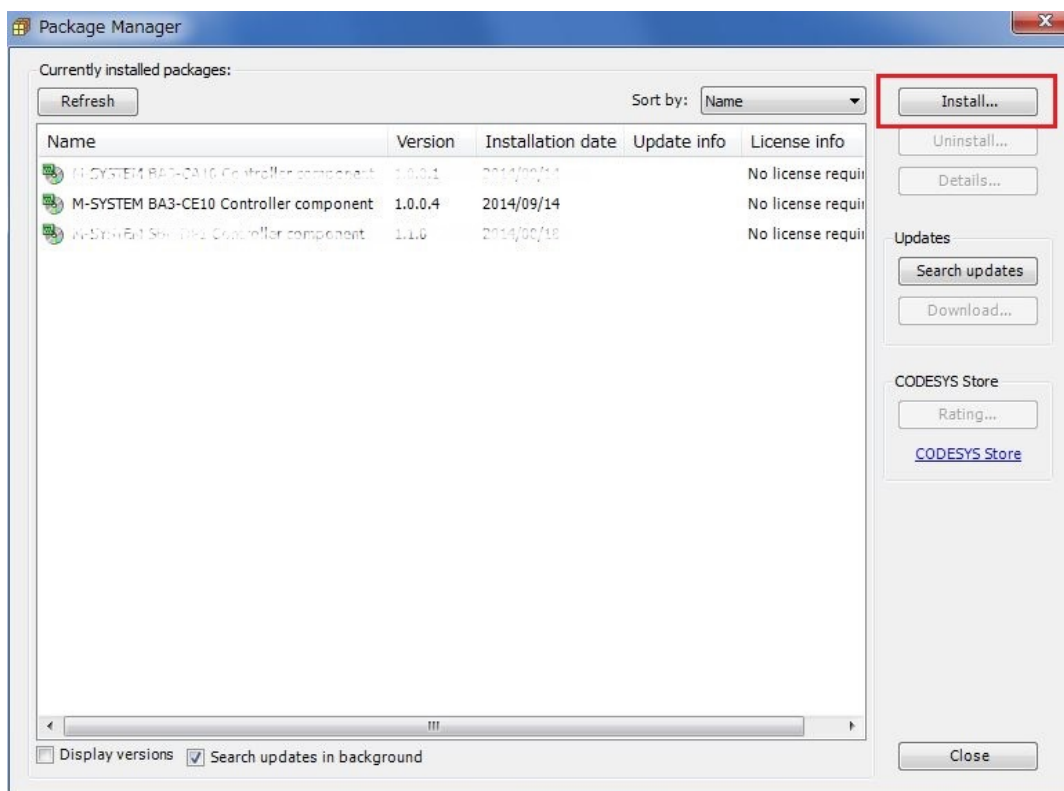 Package Manager
Currently installed packages:
Refresh
Sort by: Name
Install...
Name Version Installation date Update info License info
Uninstall...
No license requir
Details...
M-SYSTEM BA3-CE10 Controller component 1.0.0.4 2014/09/14 No license requir
Controller component No license requir
Updates
Search updates
Download...
CODESYS Store
Rating...
CODESYS Store
Display versions Search updates in background
Close